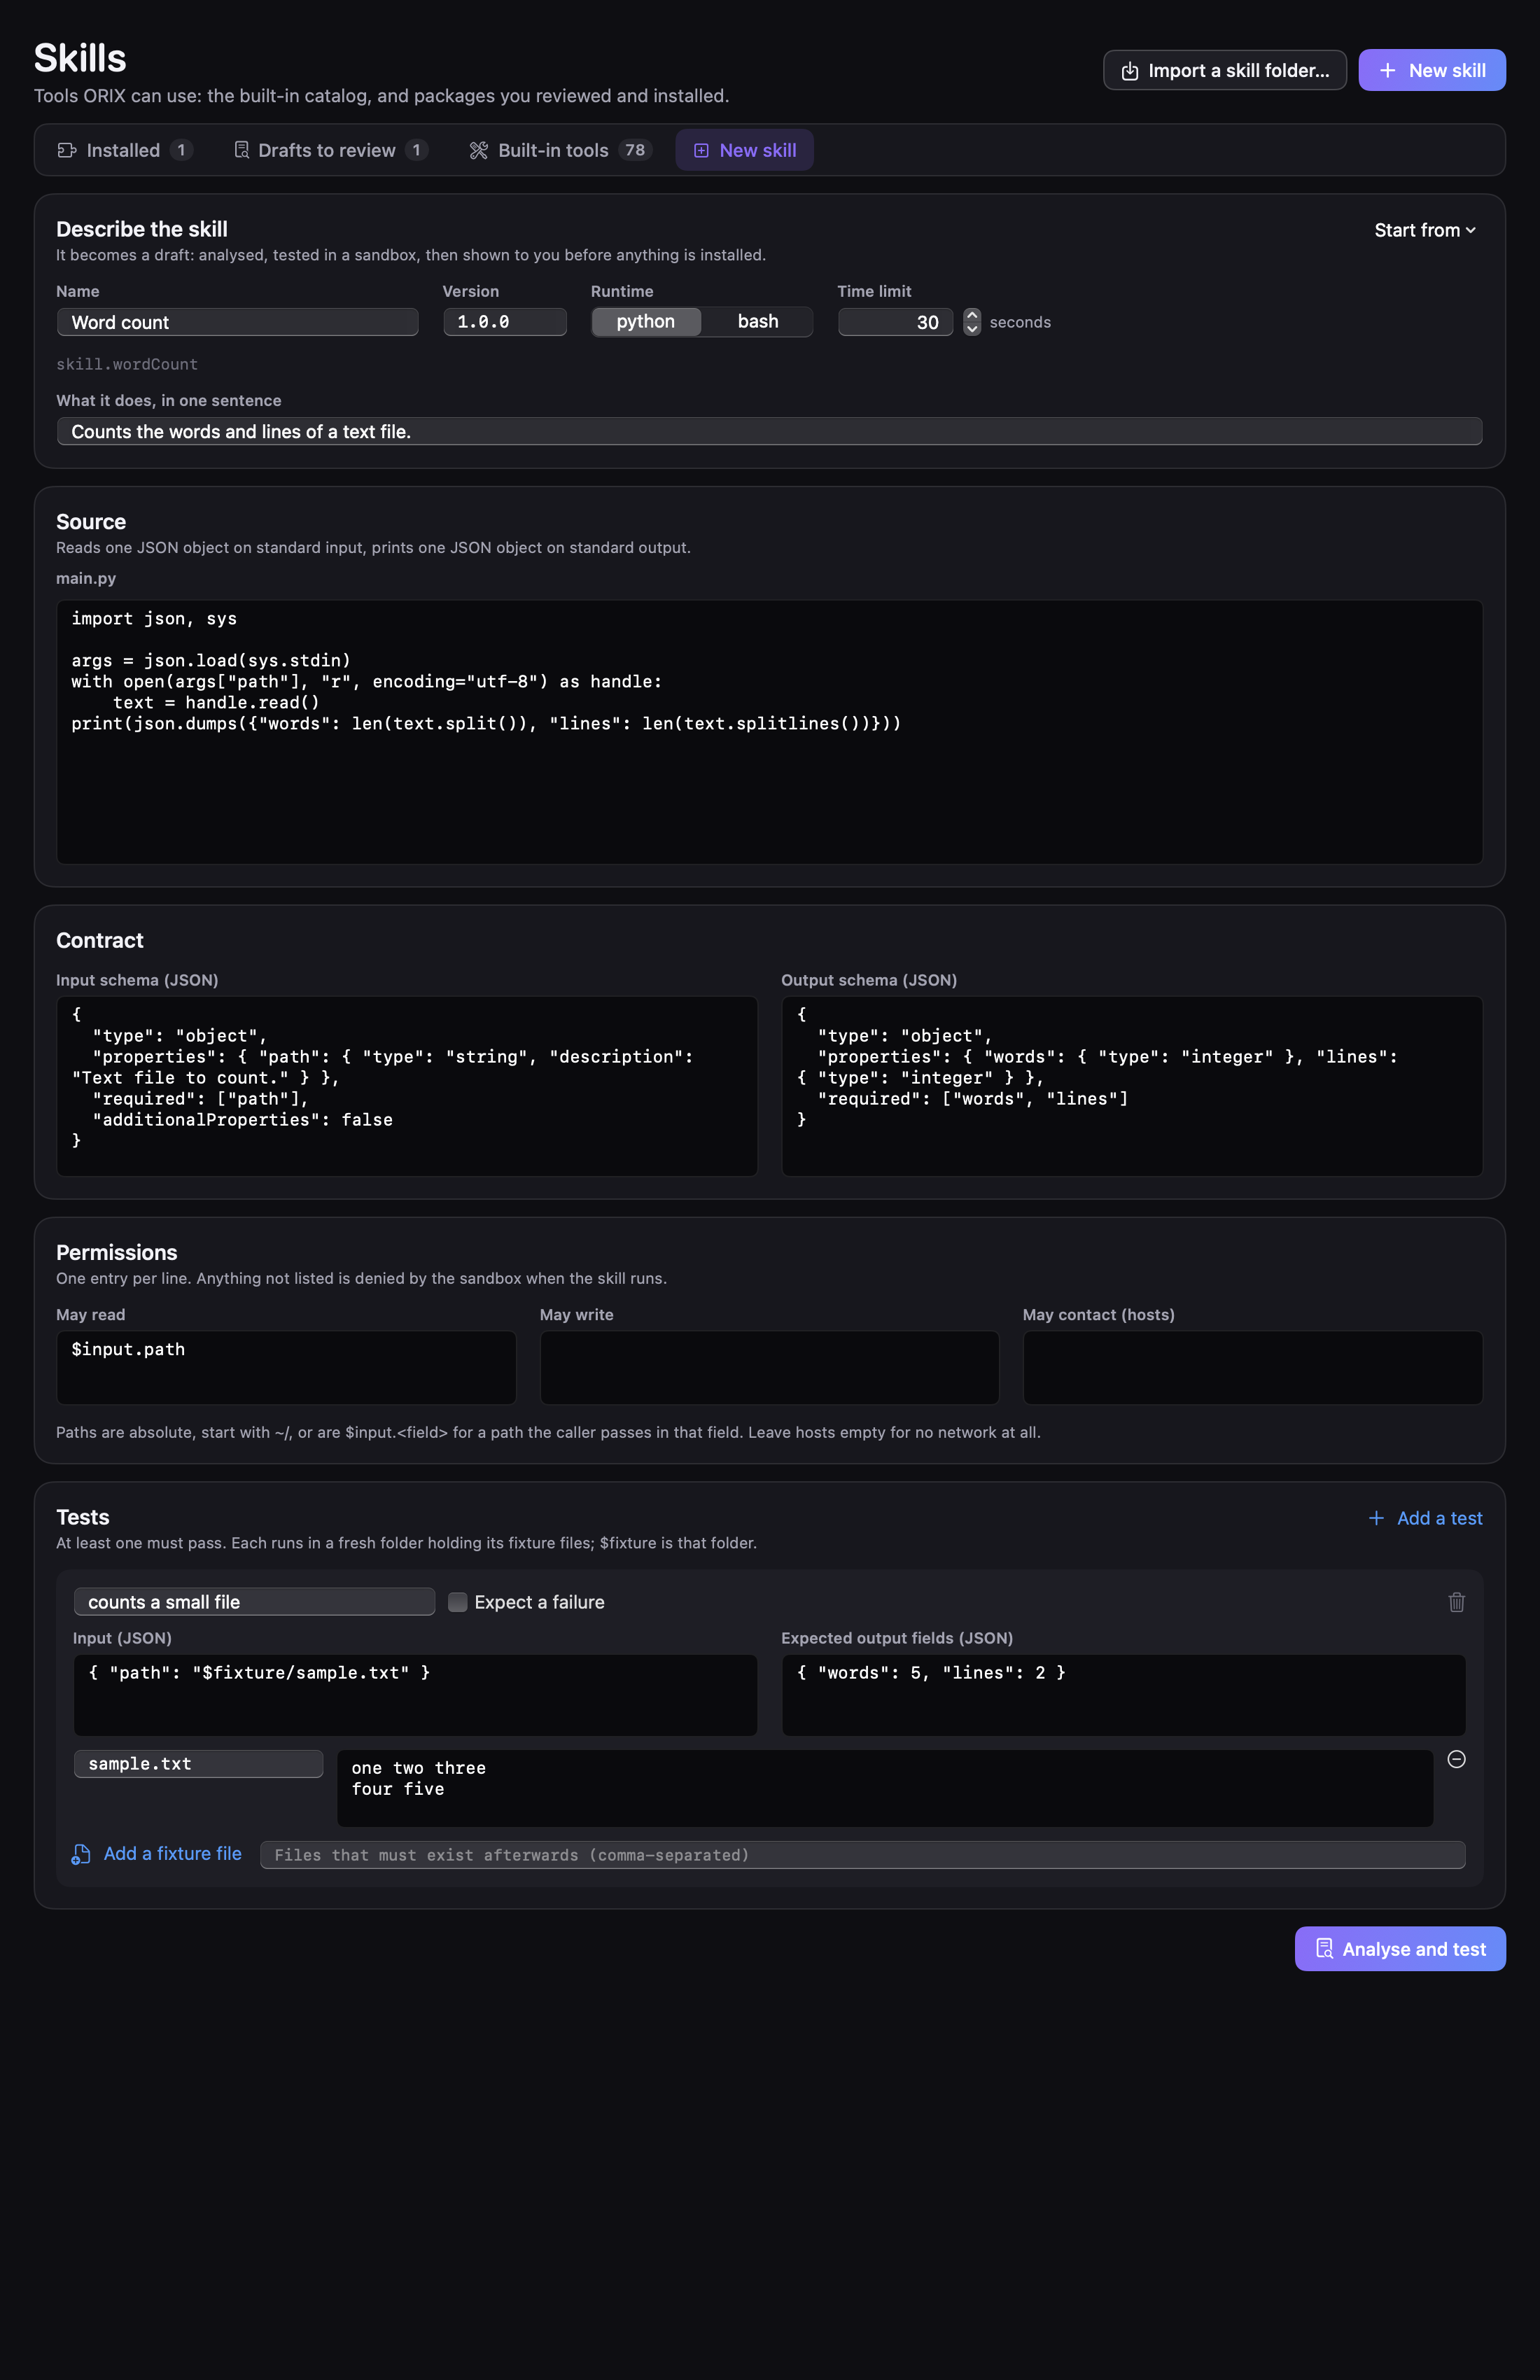 Skills
Tools ORIX can use: the built-in catalog, and packages you reviewed and installed.
Import a skill folder...
New skill
Installed 1
Drafts to review 1
Built-in tools 78
New skill
Describe the skill
Start from
It becomes a draft: analysed, tested in a sandbox, then shown to you before anything is installed.
Name
Version
Runtime
Time limit
Word count
1.0.0
python
bash
30
seconds
skill.wordCount
What it does, in one sentence
Counts the words and lines of a text file.
Source
Reads one JSON object on standard input, prints one JSON object on standard output.
main.py
import json, sys
args = json.load(sys.stdin)
with open(args["path"], "r", encoding="utf-8") as handle:
    text = handle.read()
print(json.dumps({"words": len(text.split()), "lines": len(text.splitlines())}))
Contract
Input schema (JSON)
{
  "type": "object",
  "properties": { "path": { "type": "string", "description":
"Text file to count." } },
  "required": ["path"],
  "additionalProperties": false
}
Output schema (JSON)
{
  "type": "object",
  "properties": { "words": { "type": "integer" }, "lines":
{ "type": "integer" } },
  "required": ["words", "lines"]
}
Permissions
One entry per line. Anything not listed is denied by the sandbox when the skill runs.
May read
May write
May contact (hosts)
$input.path
Paths are absolute, start with ~/, or are $input.<field> for a path the caller passes in that field. Leave hosts empty for no network at all.
Tests
Add a test
At least one must pass. Each runs in a fresh folder holding its fixture files; $fixture is that folder.
counts a small file
Expect a failure
Input (JSON)
Expected output fields (JSON)
{ "path": "$fixture/sample.txt" }
{ "words": 5, "lines": 2 }
sample.txt
one two three
four five
Add a fixture file
Files that must exist afterwards (comma-separated)
Analyse and test